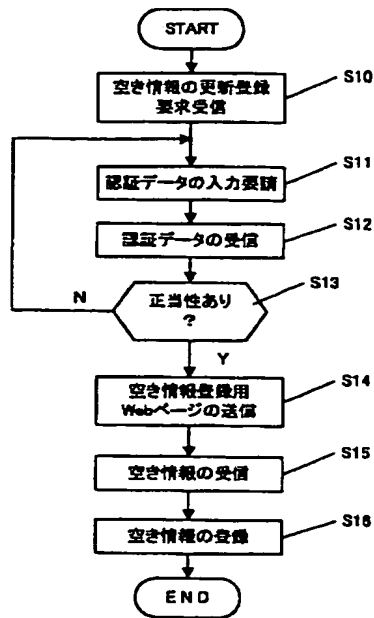 START
空き情報の更新登録
要求受信
S10
認証データの入力要請
S11
認証データの受信
S12
正当性あり
?
S13
N
Y
空き情報登録用
Webページの送信
S14
空き情報の受信
S15
空き情報の登録
S16
END